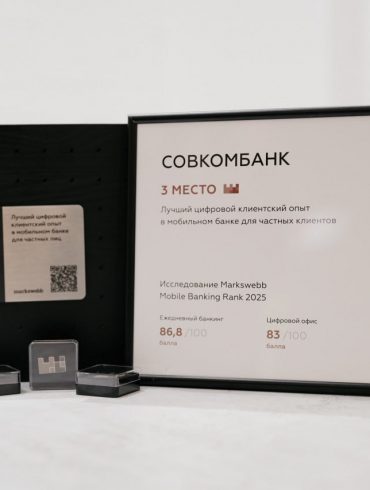 СОВКОМБАНК
3 МЕСТО
Лучший цифровой клиентский опыт
в мобильном банке для частных клиентов
Исследование Markswebb
Mobile Banking Rank 2025
Ежедневный банкинг
86,8 /100
балла
Цифровой офис
83 /100
балла
Лучший цифровой
клиентский опыт
в мобильном банке
для частных лиц
markswebb